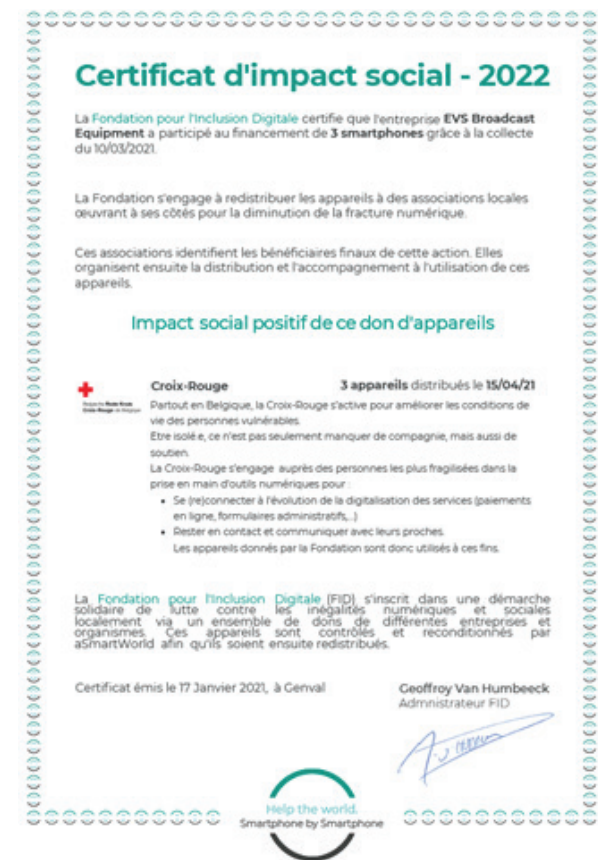 Certificat d'impact social - 2022
La Fondation pour l'Inclusion Digitale certifie que l'entreprise EVS Broadcast
Equipment a participé au financement de 3 smartphones grâce à la collecte
du 10/03/2021.
La Fondation s'engage à redistribuer les appareils à des associations locales
œuvrant à ses côtés pour la diminution de la fracture numérique.
Ces associations identifient les bénéficiaires finaux de cette action. Elles
organisent ensuite la distribution et l'accompagnement à l'utilisation de ces
appareils.
Impact social positif de ce don d'appareils
Croix-Rouge
3 appareils distribués le 15/04/21
Rode Kruis
Croix-Rouge de Belgique
Partout en Belgique, la Croix-Rouge s'active pour améliorer les conditions de
vie des personnes vulnérables.
Etre isolé·e, ce n'est pas seulement manquer de compagnie, mais aussi de
soutien.
La Croix-Rouge s'engage auprès des personnes les plus fragilisées dans la
prise en main d'outils numériques pour :
• Se (re)connecter à l'évolution de la digitalisation des services (paiements
en ligne, formulaires administratifs,...)
• Rester en contact et communiquer avec leurs proches.
Les appareils donnés par la Fondation sont donc utilisés à ces fins.
La Fondation pour l'Inclusion Digitale (FID) s'inscrit dans une démarche
solidaire de lutte contre les inégalités numériques et sociales
localement via un ensemble de dons de différentes entreprises et
organismes. Ces appareils sont contrôlés et reconditionnés par
aSmartWorld afin qu'ils soient ensuite redistribués.
Certificat émis le 17 Janvier 2021, à Genval
Geoffroy Van Humbeeck
Admnistrateur FID
Help the world.
Smartphone by Smartphone